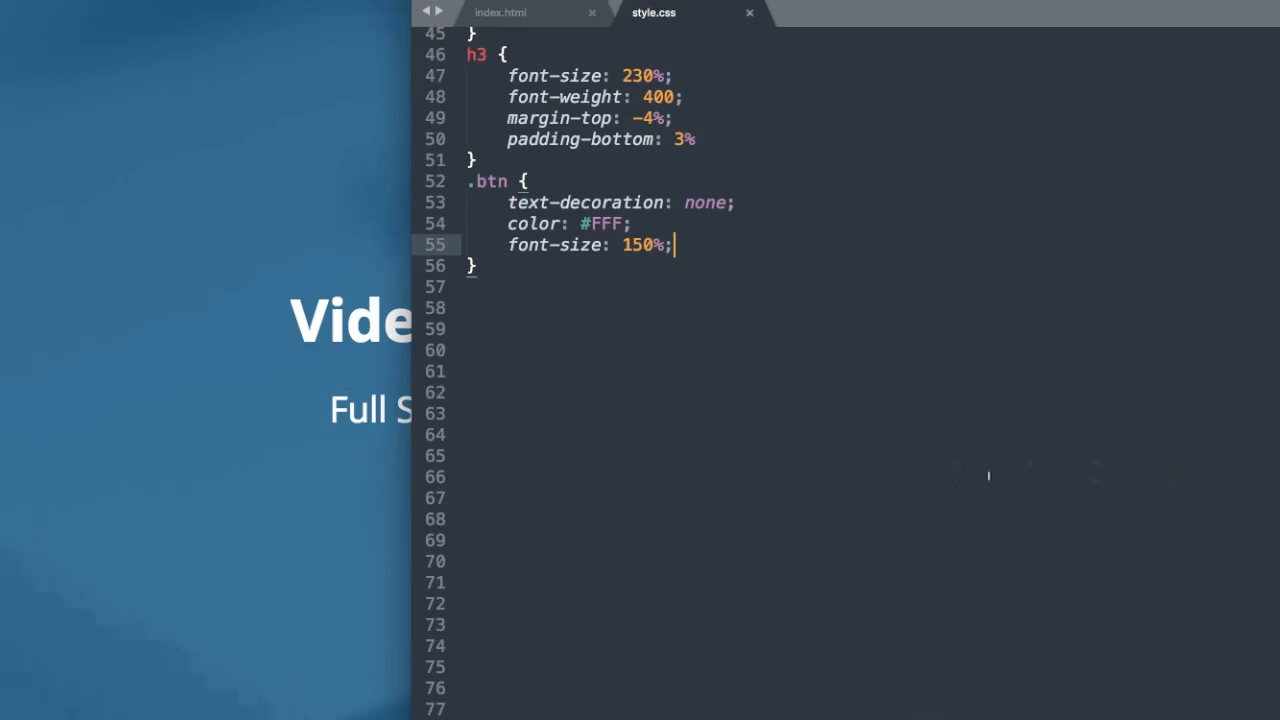 index.html
style.css
45 }
46 h3 {
47 font-size: 230%;
48 font-weight: 400;
49 margin-top: -4%;
50 padding-bottom: 3%
51 }
52 .btn {
53 text-decoration: none;
54 color: #FFF;
55 font-size: 150%;
56 }
57
58
59
60
61
62
63
64
65
66
67
68
69
70
71
72
73
74
75
76
77
Vide
Full S